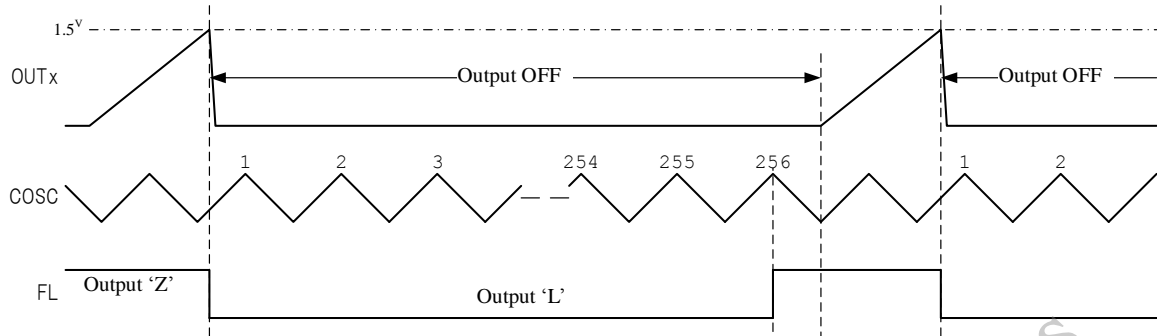 1.5V
OUTx
Output OFF
Output OFF
1 2 3 254 255 256 1 2
COSC
Output ‘Z’
FL
Output ‘L’